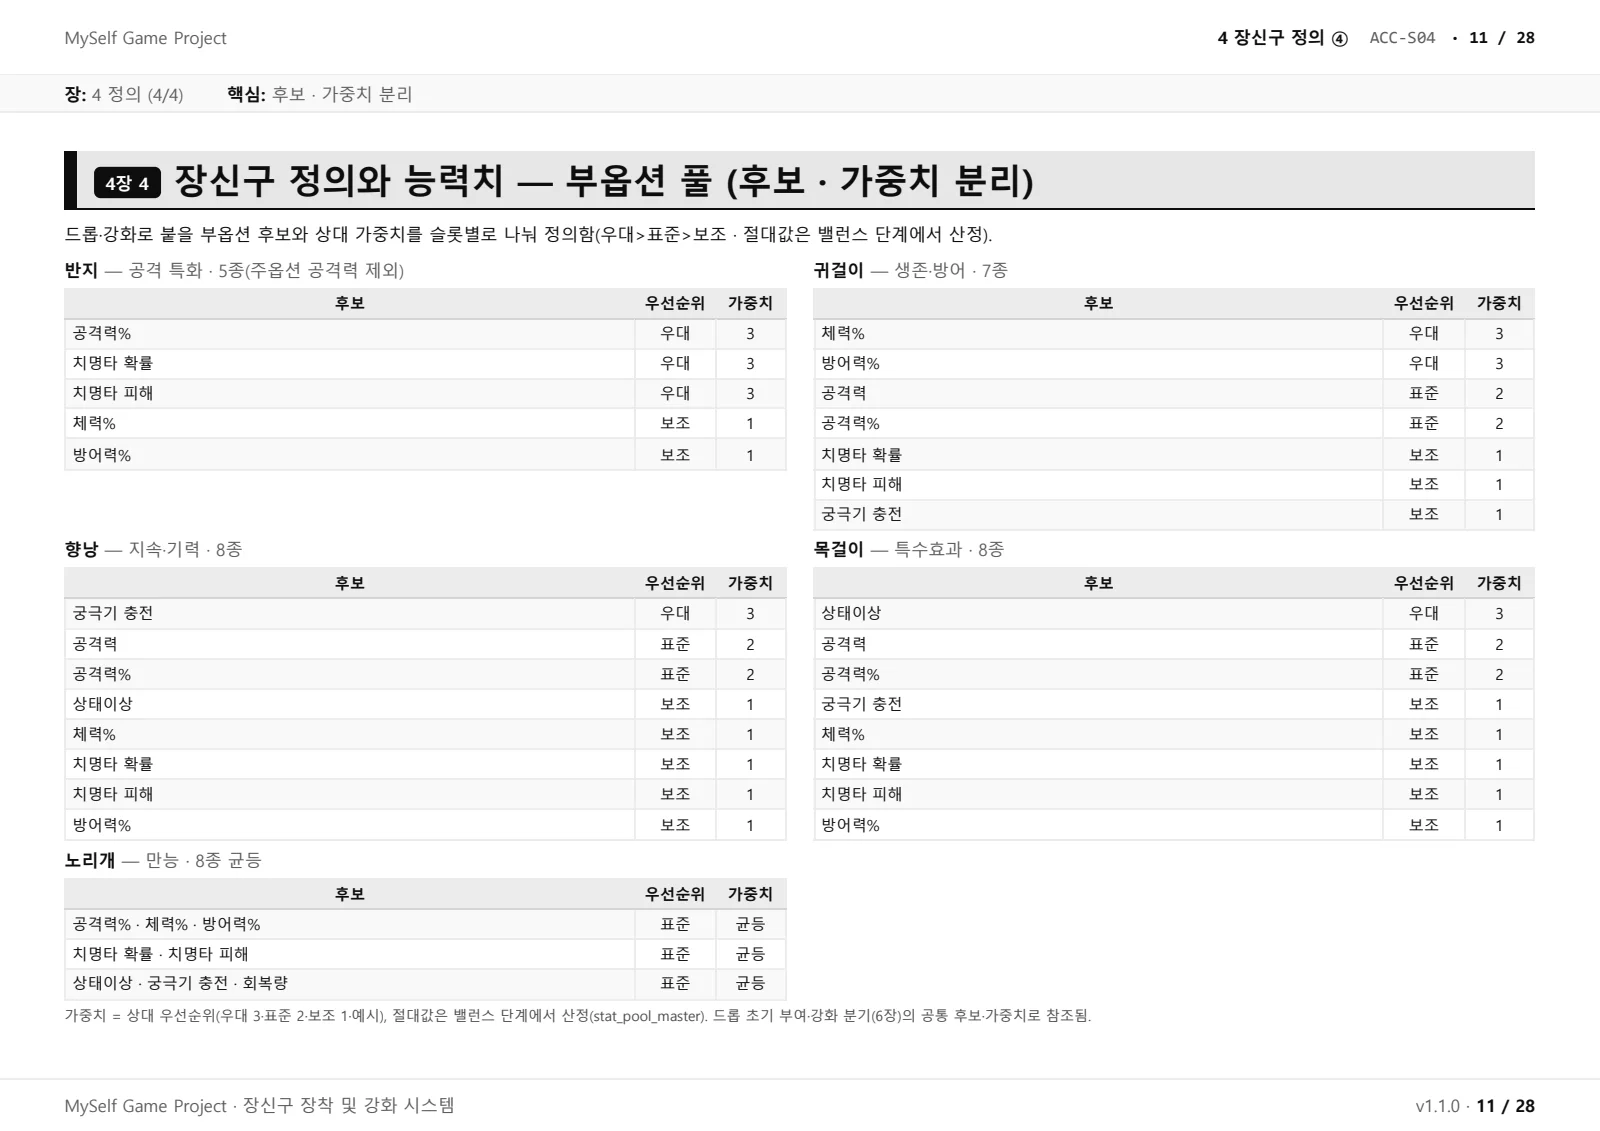 MySelf Game Project
4 장신구 정의 ④ ACC-S04 · 11 / 28
장: 4 정의 (4/4) 핵심: 후보 · 가중치 분리
4장 4 장신구 정의와 능력치 — 부옵션 풀 (후보 · 가중치 분리)
드롭·강화로 붙을 부옵션 후보와 상대 가중치를 슬롯별로 나눠 정의함(우대>표준>보조 · 절대값은 밸런스 단계에서 산정).
반지 — 공격 특화 · 5종(주옵션 공격력 제외)
후보 우선순위 가중치
공격력% 우대 3
치명타 확률 우대 3
치명타 피해 우대 3
체력% 보조 1
방어력% 보조 1
귀걸이 — 생존·방어 · 7종
후보 우선순위 가중치
체력% 우대 3
방어력% 우대 3
공격력 표준 2
공격력% 표준 2
치명타 확률 보조 1
치명타 피해 보조 1
궁극기 충전 보조 1
향낭 — 지속·기력 · 8종
후보 우선순위 가중치
궁극기 충전 우대 3
공격력 표준 2
공격력% 표준 2
상태이상 보조 1
체력% 보조 1
치명타 확률 보조 1
치명타 피해 보조 1
방어력% 보조 1
목걸이 — 특수효과 · 8종
후보 우선순위 가중치
상태이상 우대 3
공격력 표준 2
공격력% 표준 2
궁극기 충전 보조 1
체력% 보조 1
치명타 확률 보조 1
치명타 피해 보조 1
방어력% 보조 1
노리개 — 만능 · 8종 균등
후보 우선순위 가중치
공격력% · 체력% · 방어력% 표준 균등
치명타 확률 · 치명타 피해 표준 균등
상태이상 · 궁극기 충전 · 회복량 표준 균등
가중치 = 상대 우선순위(우대 3·표준 2·보조 1·예시), 절대값은 밸런스 단계에서 산정(stat_pool_master). 드롭 초기 부여·강화 분기(6장)의 공통 후보·가중치로 참조됨.
MySelf Game Project · 장신구 장착 및 강화 시스템
v1.1.0 · 11 / 28